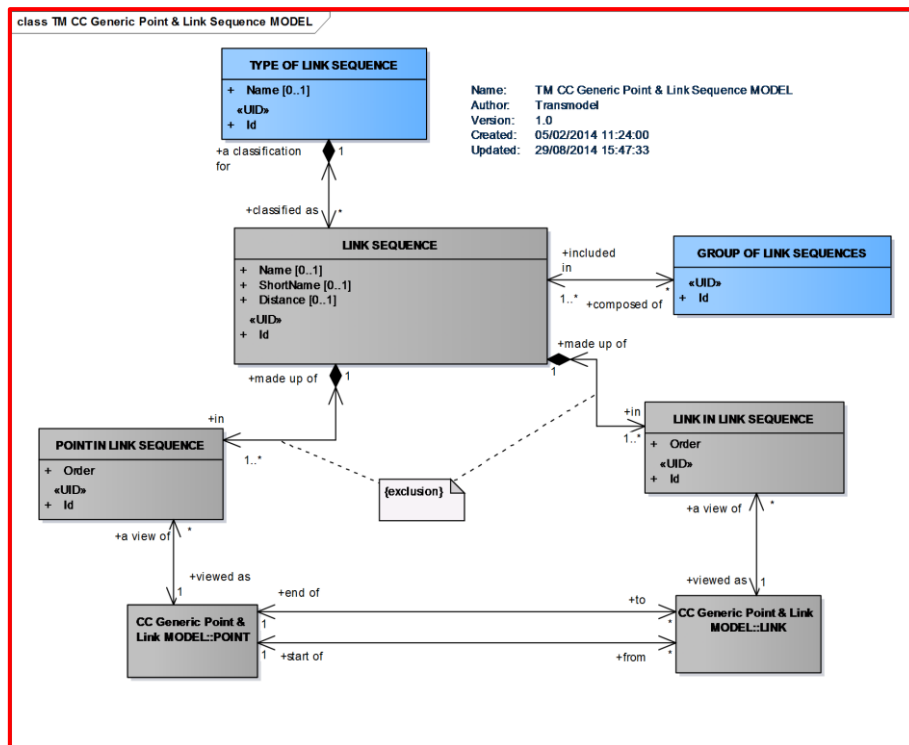 class TM CC Generic Point & Link Sequence MODEL
TYPE OF LINK SEQUENCE
+ Name [0..1]
«UID»
+ Id
Name: TM CC Generic Point & Link Sequence MODEL
Author: Transmodel
Version: 1.0
Created: 05/02/2014 11:24:00
Updated: 29/08/2014 15:47:33
+a classification
for
1
+classified as
*
LINK SEQUENCE
+ Name [0..1]
+ ShortName [0..1]
+ Distance [0..1]
«UID»
+ Id
+included
in
1..*
*
+composed of
GROUP OF LINK SEQUENCES
«UID»
+ Id
+made up of
1
+made up of
1
+in
1..*
+in
1..*
POINT IN LINK SEQUENCE
+ Order
«UID»
+ Id
{exclusion}
LINK IN LINK SEQUENCE
+ Order
«UID»
+ Id
+a view of
*
+a view of
*
+viewed as
1
+viewed as
1
CC Generic Point &
Link MODEL::POINT
+end of
1
+to
*
1
+start of
+from
*
CC Generic Point & Link
MODEL::LINK